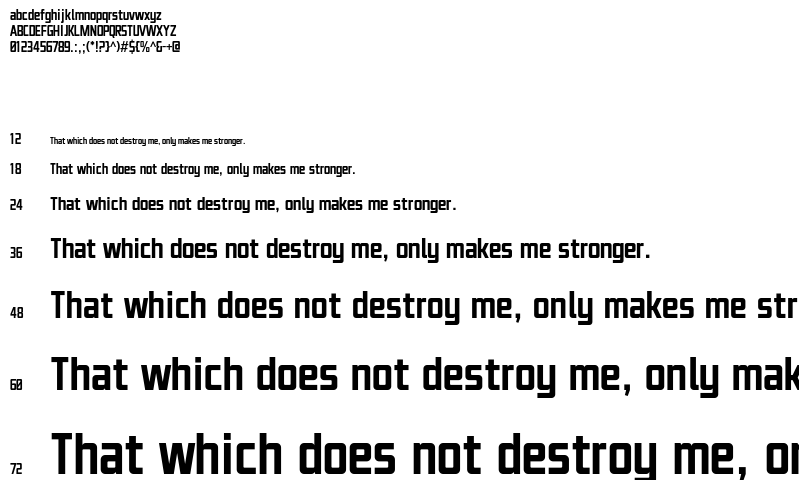 abcdefghijklmnopqrstuvwxyz
ABCDEFGHIJKLMNOPQRSTUVWXYZ
0123456789.:,;(*!?}^)#${%^&-+@
12 That which does not destroy me, only makes me stronger.
18 That which does not destroy me, only makes me stronger.
24 That which does not destroy me, only makes me stronger.
36 That which does not destroy me, only makes me stronger.
48 That which does not destroy me, only makes me str
60 That which does not destroy me, only mak
72 That which does not destroy me, or